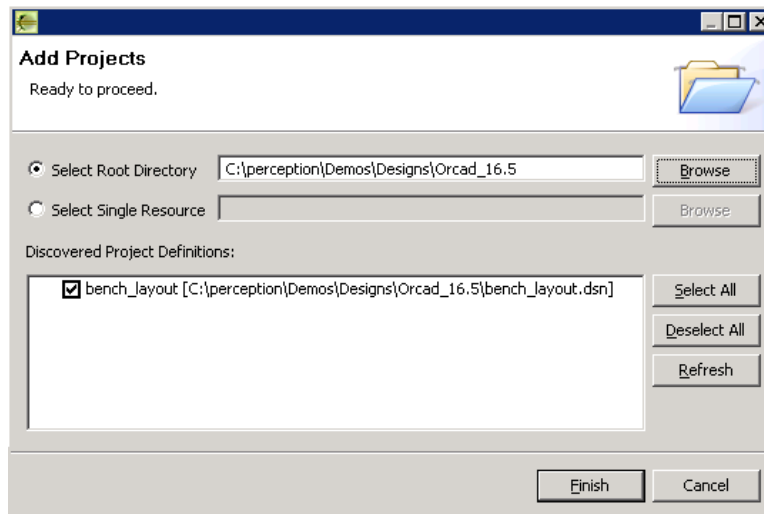 Add Projects
Ready to proceed.
Select Root Directory C:\perception\Demos\Designs\Orcad_16.5 Browse
Select Single Resource Browse
Discovered Project Definitions:
bench_layout [C:\perception\Demos\Designs\Orcad_16.5\bench_layout.dsn]
Select All
Deselect All
Refresh
Finish Cancel